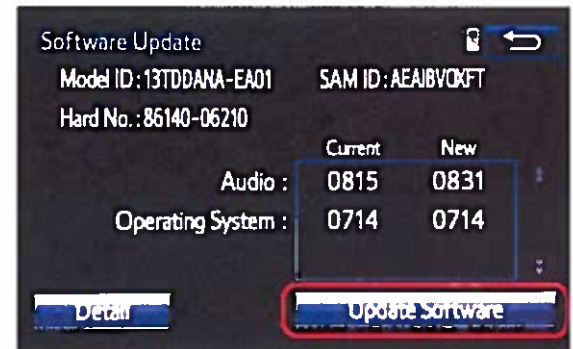 Software Update
Model ID : 13TDDANA-EA01 SAM ID : AEAIBVOXFT
Hard No. : 86140-06210
Current New
Audio : 0815 0831
Operating System : 0714 0714
Detail Update Software